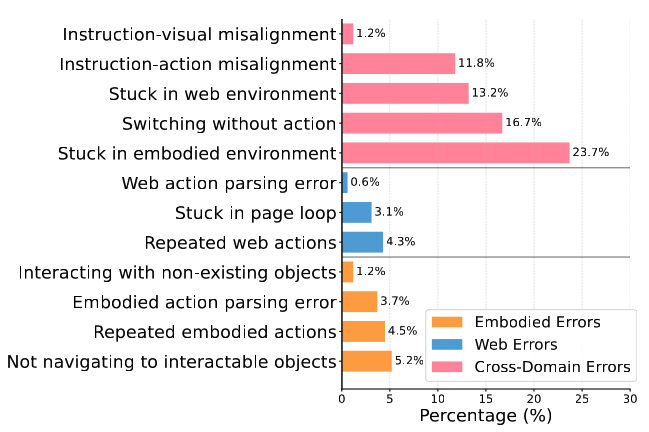 Instruction-visual misalignment 1.2%
Instruction-action misalignment 11.8%
Stuck in web environment 13.2%
Switching without action 16.7%
Stuck in embodied environment 23.7%
Web action parsing error 0.6%
Stuck in page loop 3.1%
Repeated web actions 4.3%
Interacting with non-existing objects 1.2%
Embodied action parsing error 3.7%
Repeated embodied actions 4.5%
Not navigating to interactable objects 5.2%
Embodied Errors
Web Errors
Cross-Domain Errors
0 5 10 15 20 25 30
Percentage (%)